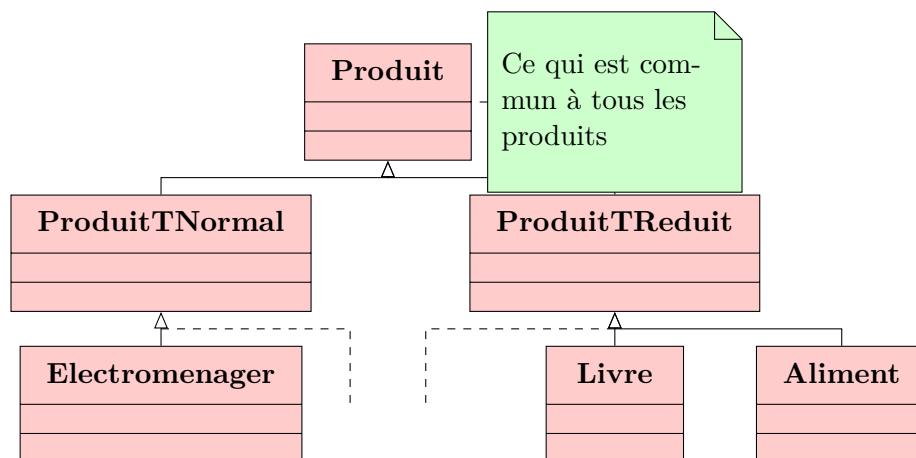 Produit
Ce qui est com-
mun à tous les
produits
ProduitTNormal
ProduitTReduit
Electromenager
Livre
Aliment